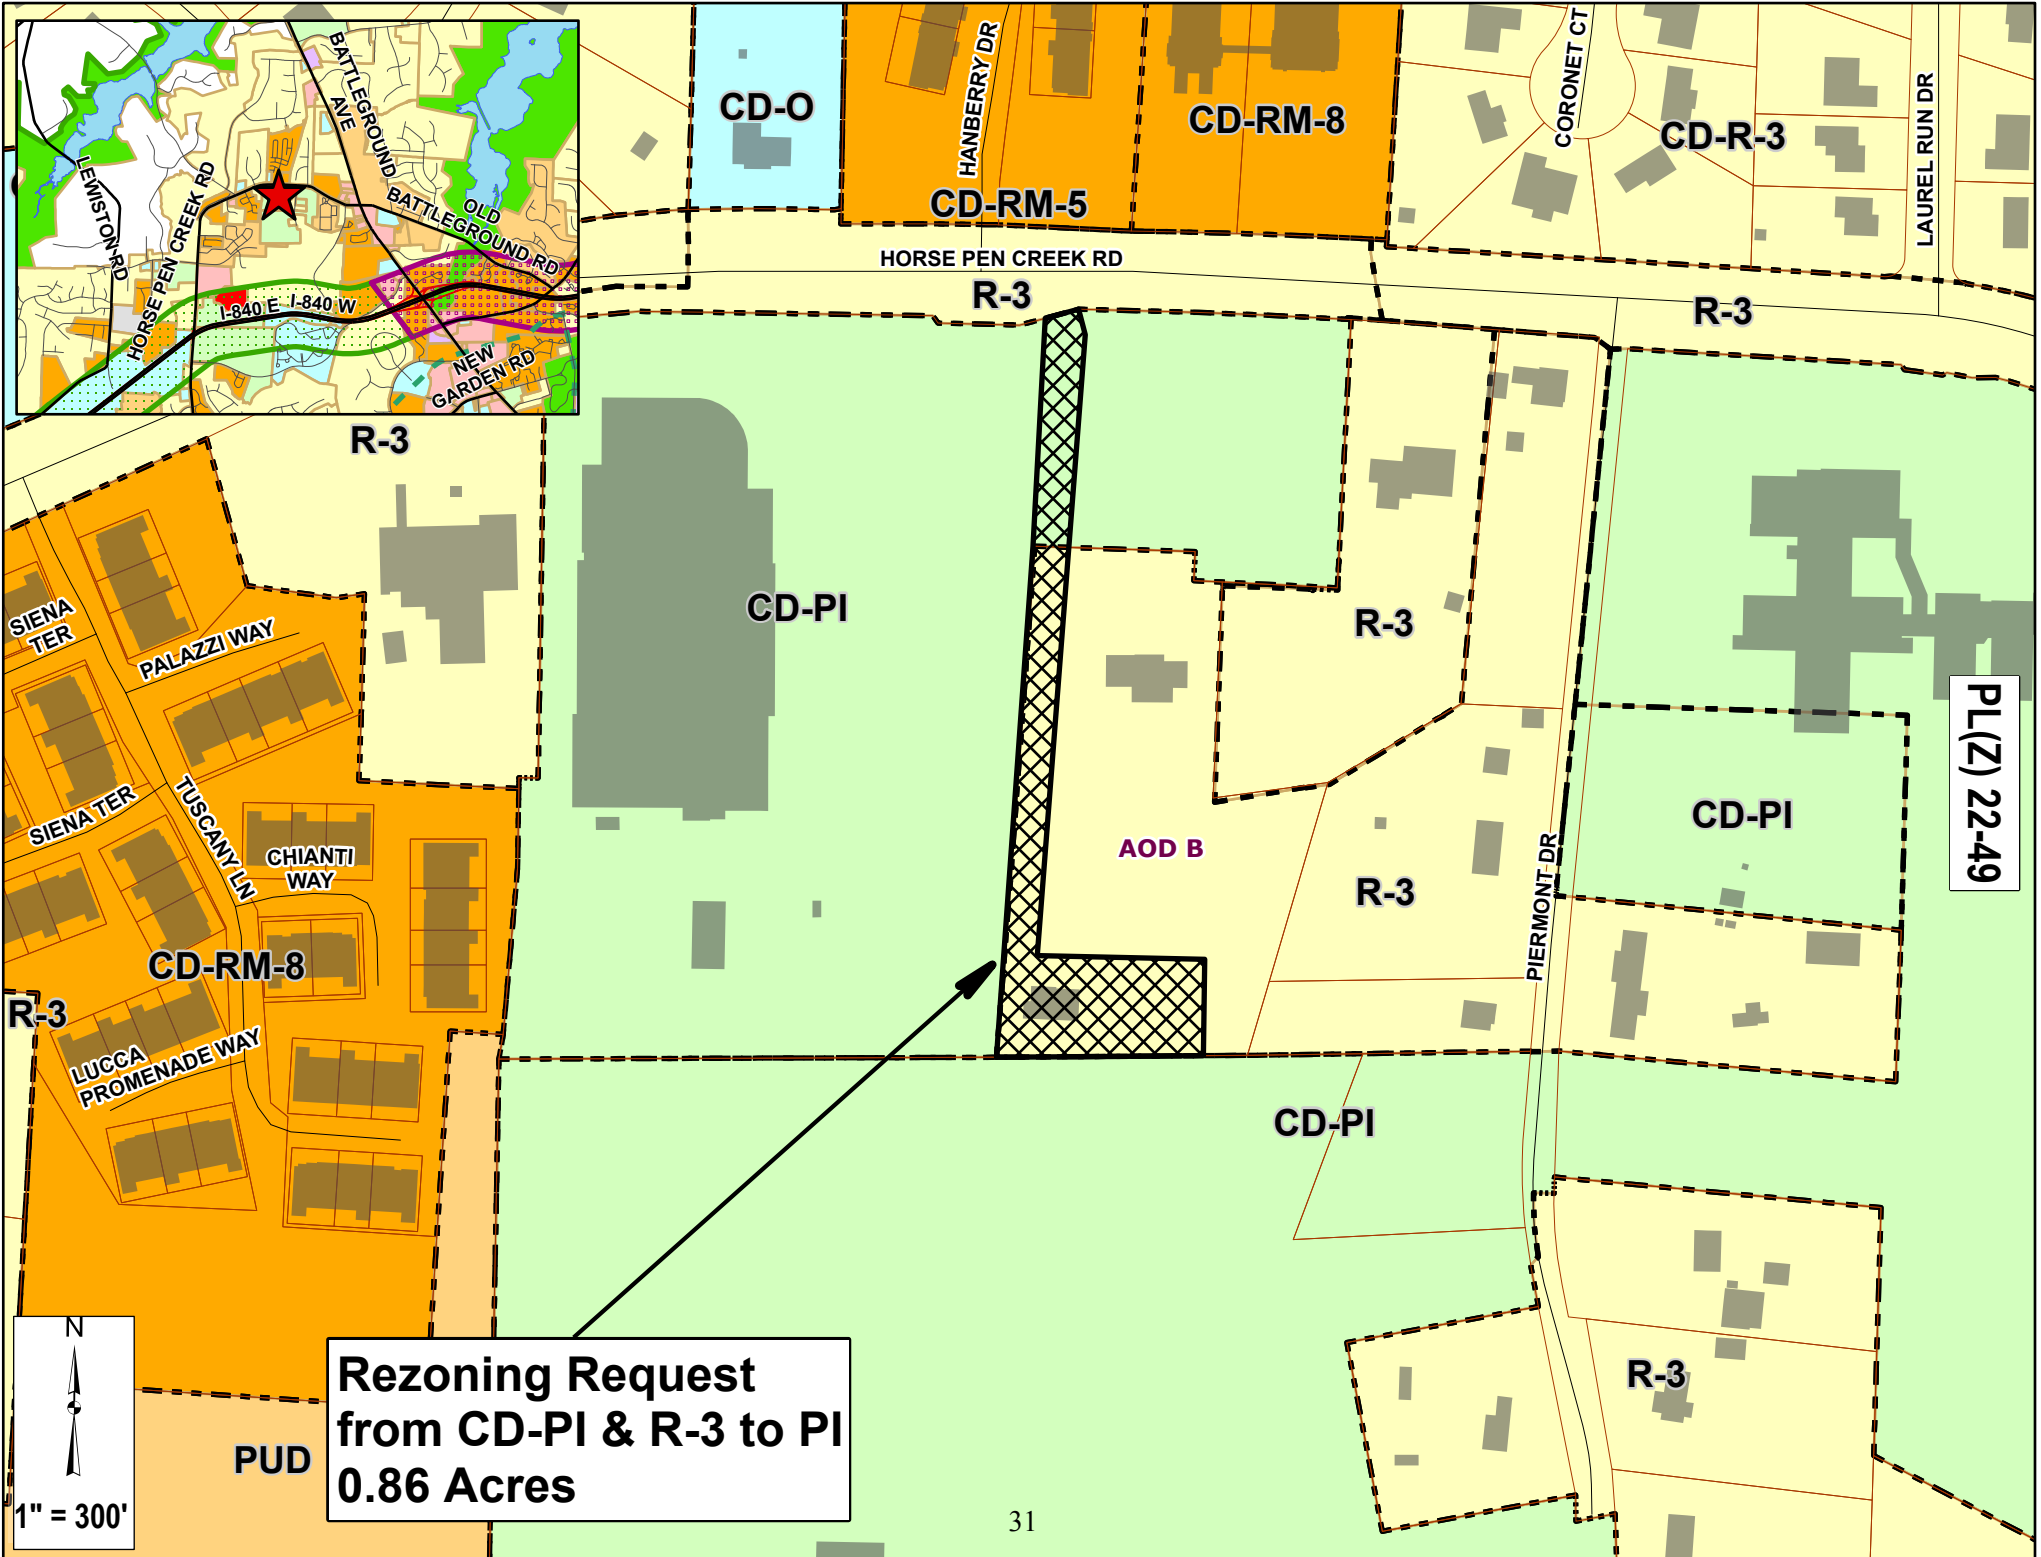 BATTLEGROUND
AVE
LEWISTON RD
HORSE PEN CREEK RD
OLD
BATTLEGROUND RD
I-840 E
I-840 W
NEW
GARDEN RD
CD-O
HANBERRY DR
CD-RM-8
CD-RM-5
CORONET CT
CD-R-3
LAUREL RUN DR
HORSE PEN CREEK RD
R-3
R-3
R-3
CD-PI
R-3
SIENA
TER
PALAZZI WAY
SIENA TER
TUSCANY LN
CHIANTI
WAY
AOD B
R-3
PIERMONT DR
CD-PI
PL(Z) 22-49
CD-RM-8
R-3
LUCCA
PROMENADE WAY
CD-PI
R-3
PUD
N
1" = 300'
Rezoning Request
from CD-PI & R-3 to PI
0.86 Acres
31